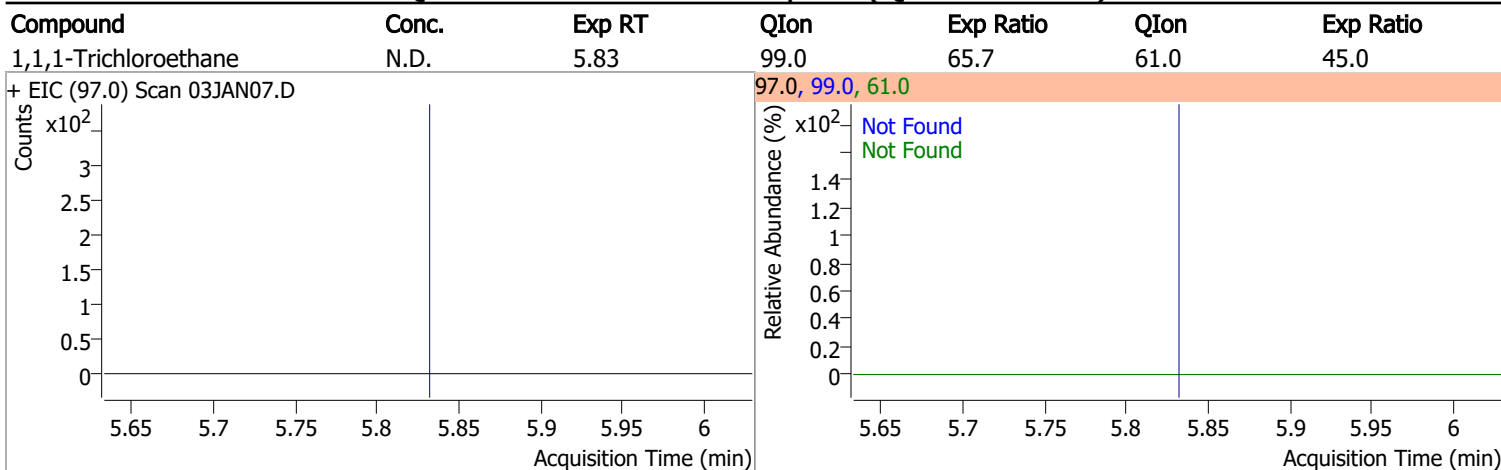 Compound Conc. Exp RT QIon Exp Ratio QIon Exp Ratio
1,1,1-Trichloroethane N.D. 5.83 99.0 65.7 61.0 45.0
+ EIC (97.0) Scan 03JAN07.D
Counts
x10²
3
2.5
2
1.5
1
0.5
0
5.65 5.7 5.75 5.8 5.85 5.9 5.95 6
Acquisition Time (min)
97.0, 99.0, 61.0
Relative Abundance (%)
x10²
Not Found
Not Found
1.4
1.2
1
0.8
0.6
0.4
0.2
0
5.65 5.7 5.75 5.8 5.85 5.9 5.95 6
Acquisition Time (min)